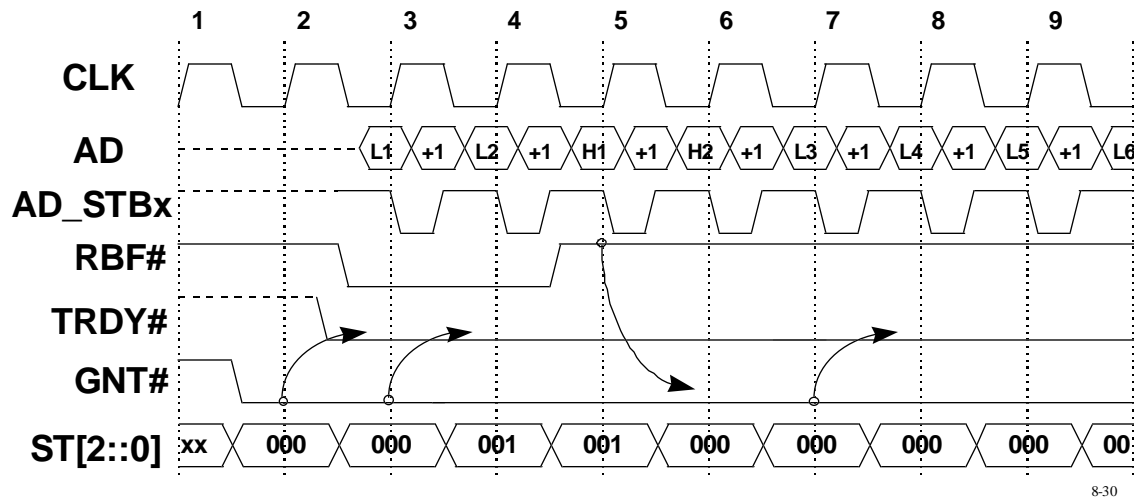 1 2 3 4 5 6 7 8 9
CLK
AD L1 +1 L2 +1 H1 +1 H2 +1 L3 +1 L4 +1 L5 +1 L6
AD_STBx
RBF#
TRDY#
GNT#
ST[2::0] xx 000 000 001 001 000 000 000 000 00
8-30